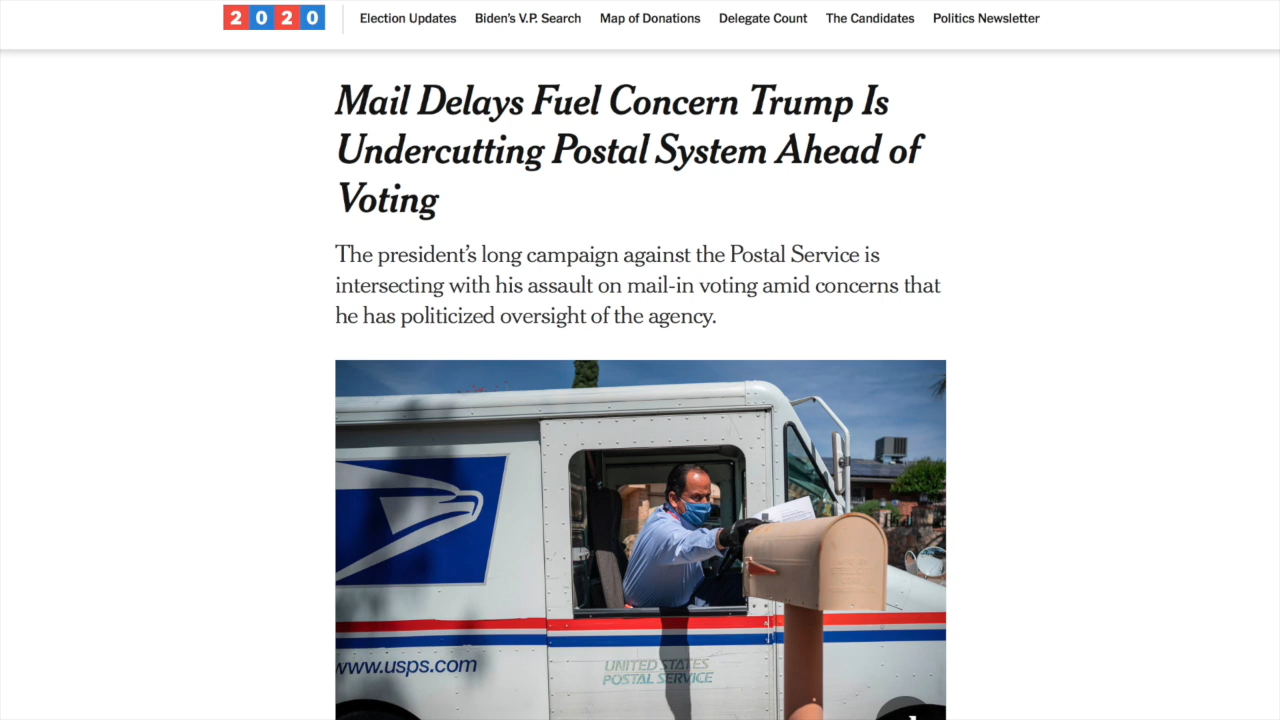 2020
Election Updates Biden's V.P. Search Map of Donations Delegate Count The Candidates Politics Newsletter
Mail Delays Fuel Concern Trump Is
Undercutting Postal System Ahead of
Voting
The president's long campaign against the Postal Service is
intersecting with his assault on mail-in voting amid concerns that
he has politicized oversight of the agency.
www.usps.com
UNITED STATES
POSTAL SERVICE